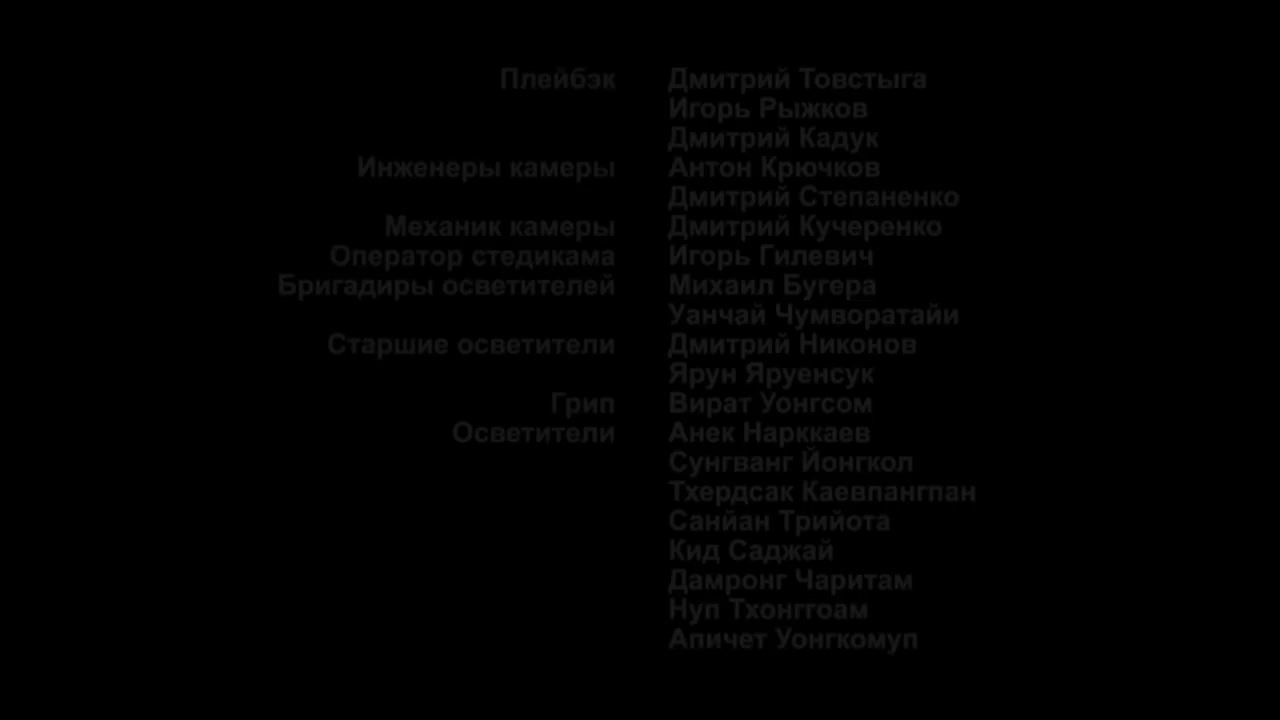 Плейбэк Дмитрий Товстыга
Игорь Рыжков
Дмитрий Кадук
Инженеры камеры Антон Крючков
Дмитрий Степаненко
Механик камеры Дмитрий Кучеренко
Оператор стедикама Игорь Гилевич
Бригадиры осветителей Михаил Бугера
Уанчай Чумворатайи
Старшие осветители Дмитрий Никонов
Ярун Яруенсук
Грип Вират Уонгсом
Осветители Анек Нарккаев
Сунгванг Йонгкол
Тхердсак Каевпангпан
Санйан Трийота
Кид Саджай
Дамронг Чаритам
Нуп Тхонггоам
Апичет Уонгкомуп